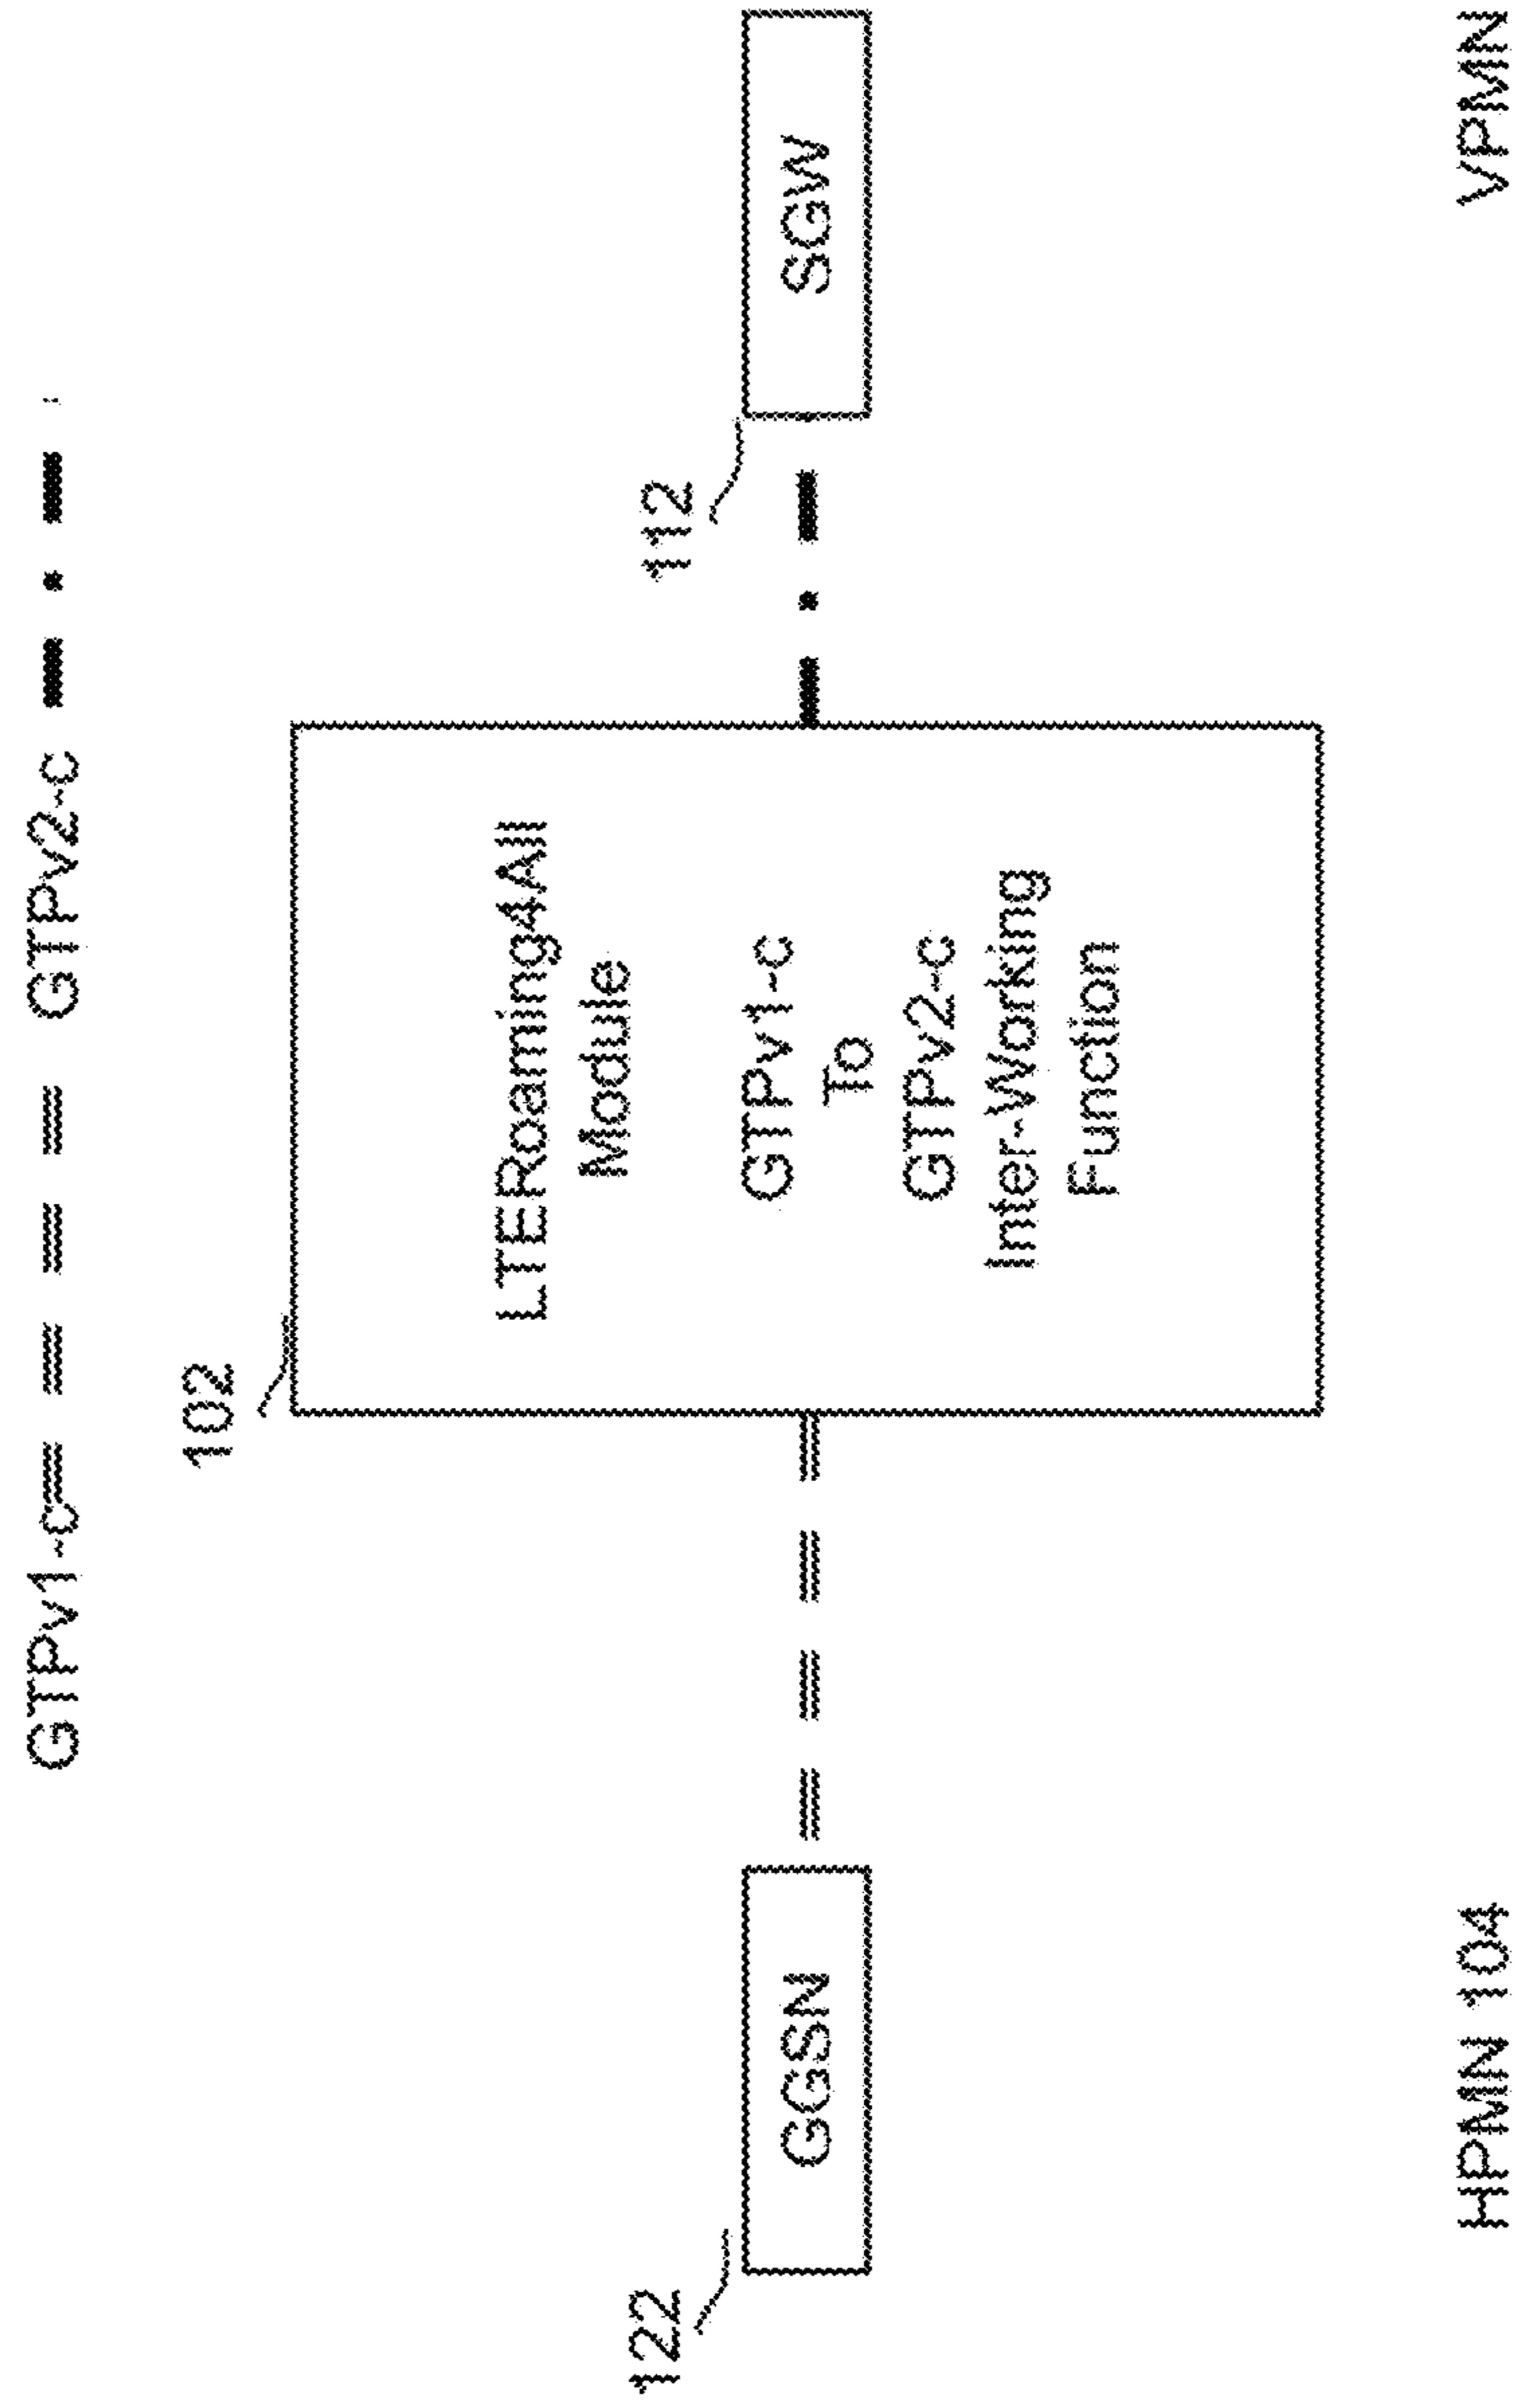 GTPv1-c
GTPv2-c
102
LTERoaming4All
Module
GTPv1-c
To
GTPv2-c
Inter-Working
Function
122
GGSN
112
SGW
HPMN 104
VPMN